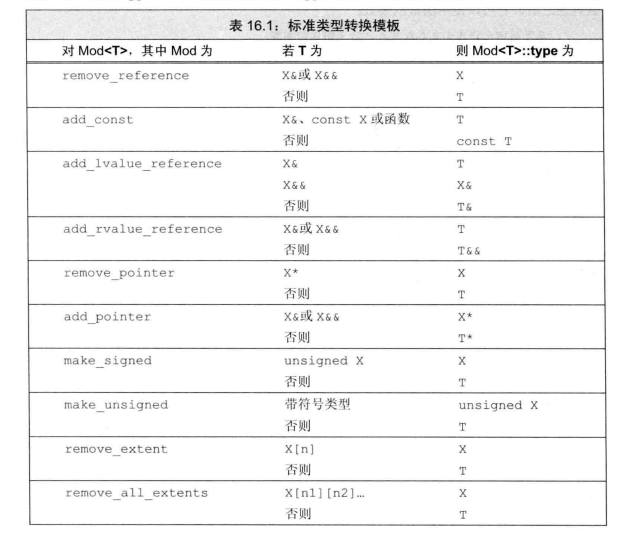 表 16.1：标准类型转换模板
对 Mod<T>，其中 Mod 为 若 T 为 则 Mod<T>::type 为
remove_reference X&或 X&& X
否则 T
add_const X&、const X 或函数 T
否则 const T
add_lvalue_reference X& T
X&& X&
否则 T&
add_rvalue_reference X&或 X&& T
否则 T&&
remove_pointer X* X
否则 T
add_pointer X&或 X&& X*
否则 T*
make_signed unsigned X X
否则 T
make_unsigned 带符号类型 unsigned X
否则 T
remove_extent X[n] X
否则 T
remove_all_extents X[n1][n2]… X
否则 T